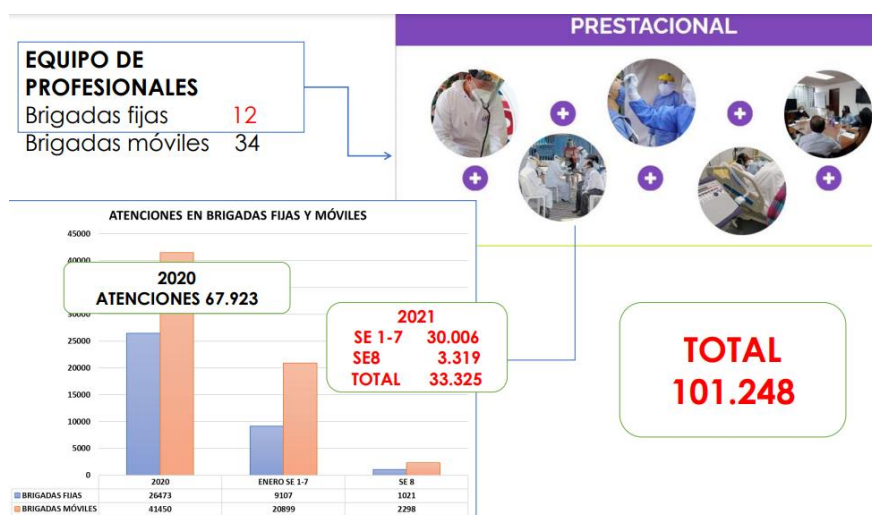 PRESTACIONAL
EQUIPO DE
PROFESIONALES
Brigadas fijas 12
Brigadas móviles 34
ATENCIONES EN BRIGADAS FIJAS Y MÓVILES
45000
40000
30000
25000
20000
15000
10000
5000
0
2020
ATENCIONES 67.923
2021
SE 1-7 30.006
SE8 3.319
TOTAL 33.325
TOTAL
101.248
2020 ENERO SE 1-7 SE 8
BRIGADAS FIJAS 26473 9107 1021
BRIGADAS MÓVILES 41450 20899 2298